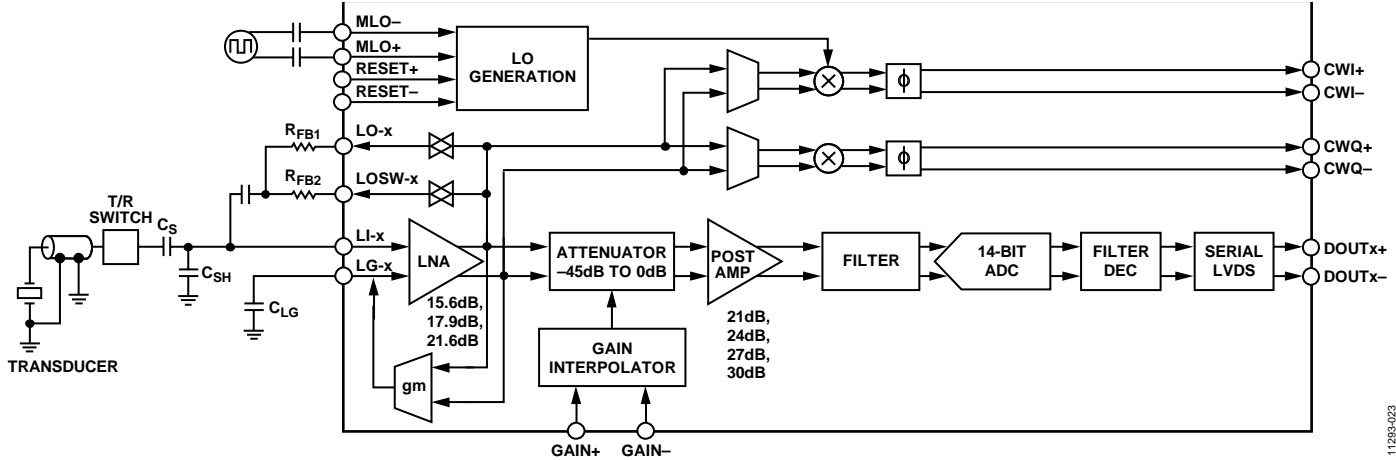 MLO–
MLO+
RESET+
RESET–
LO
GENERATION
CWI+
CWI–
RFB1
LO-x
CWQ+
CWQ–
RFB2
LOSW-x
T/R
SWITCH
CS
LI-x
LG-x
LNA
ATTENUATOR
–45dB TO 0dB
POST
AMP
FILTER
14-BIT
ADC
FILTER
DEC
SERIAL
LVDS
DOUTx+
DOUTx–
CSH
CLG
15.6dB,
17.9dB,
21.6dB
21dB,
24dB,
27dB,
30dB
GAIN
INTERPOLATOR
TRANSDUCER
gm
GAIN+
GAIN–
ϕ
ϕ
11293-023